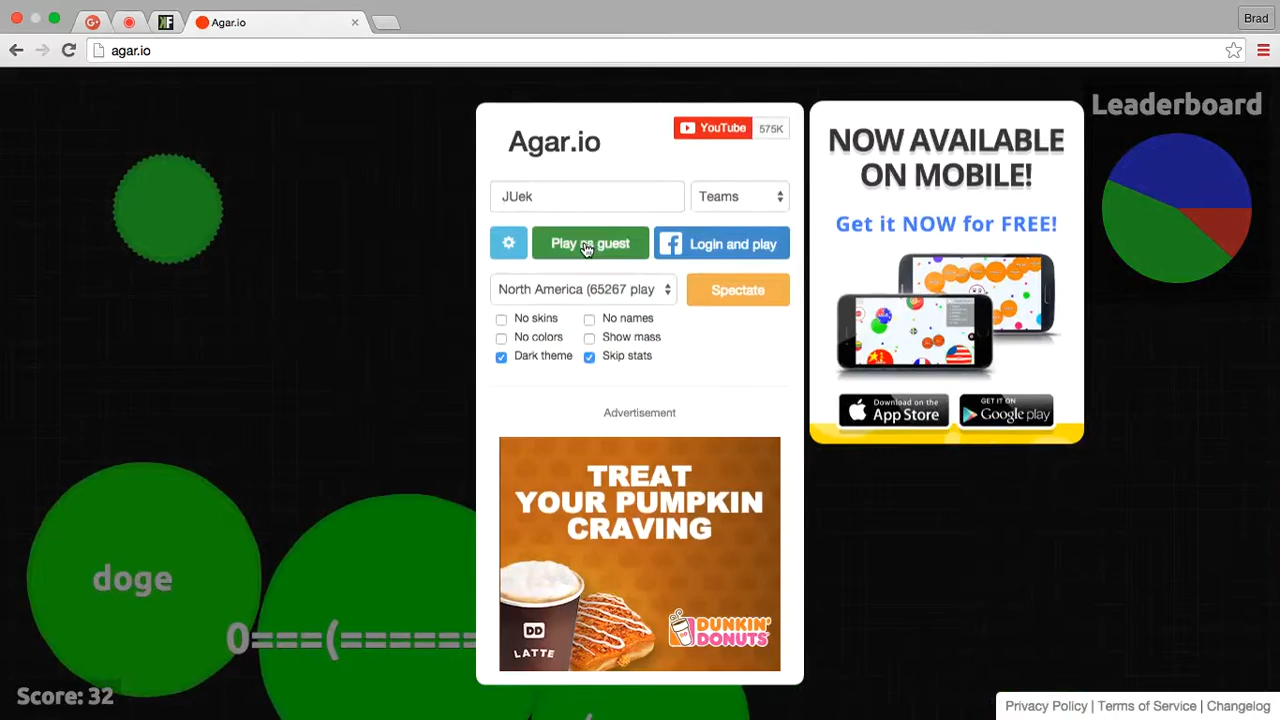 Agar.io
Brad
agar.io
Leaderboard
Agar.io
YouTube 575K
JUek Teams
Play as guest
Login and play
North America (65267 play
Spectate
No skins No names
No colors Show mass
Dark theme Skip stats
Advertisement
TREAT
YOUR PUMPKIN
CRAVING
DD
LATTE
DUNKIN'
DONUTS
NOW AVAILABLE
ON MOBILE!
Get it NOW for FREE!
Download on the
App Store
GET IT ON
Google play
doge
0===(======
Score: 32
Privacy Policy | Terms of Service | Changelog